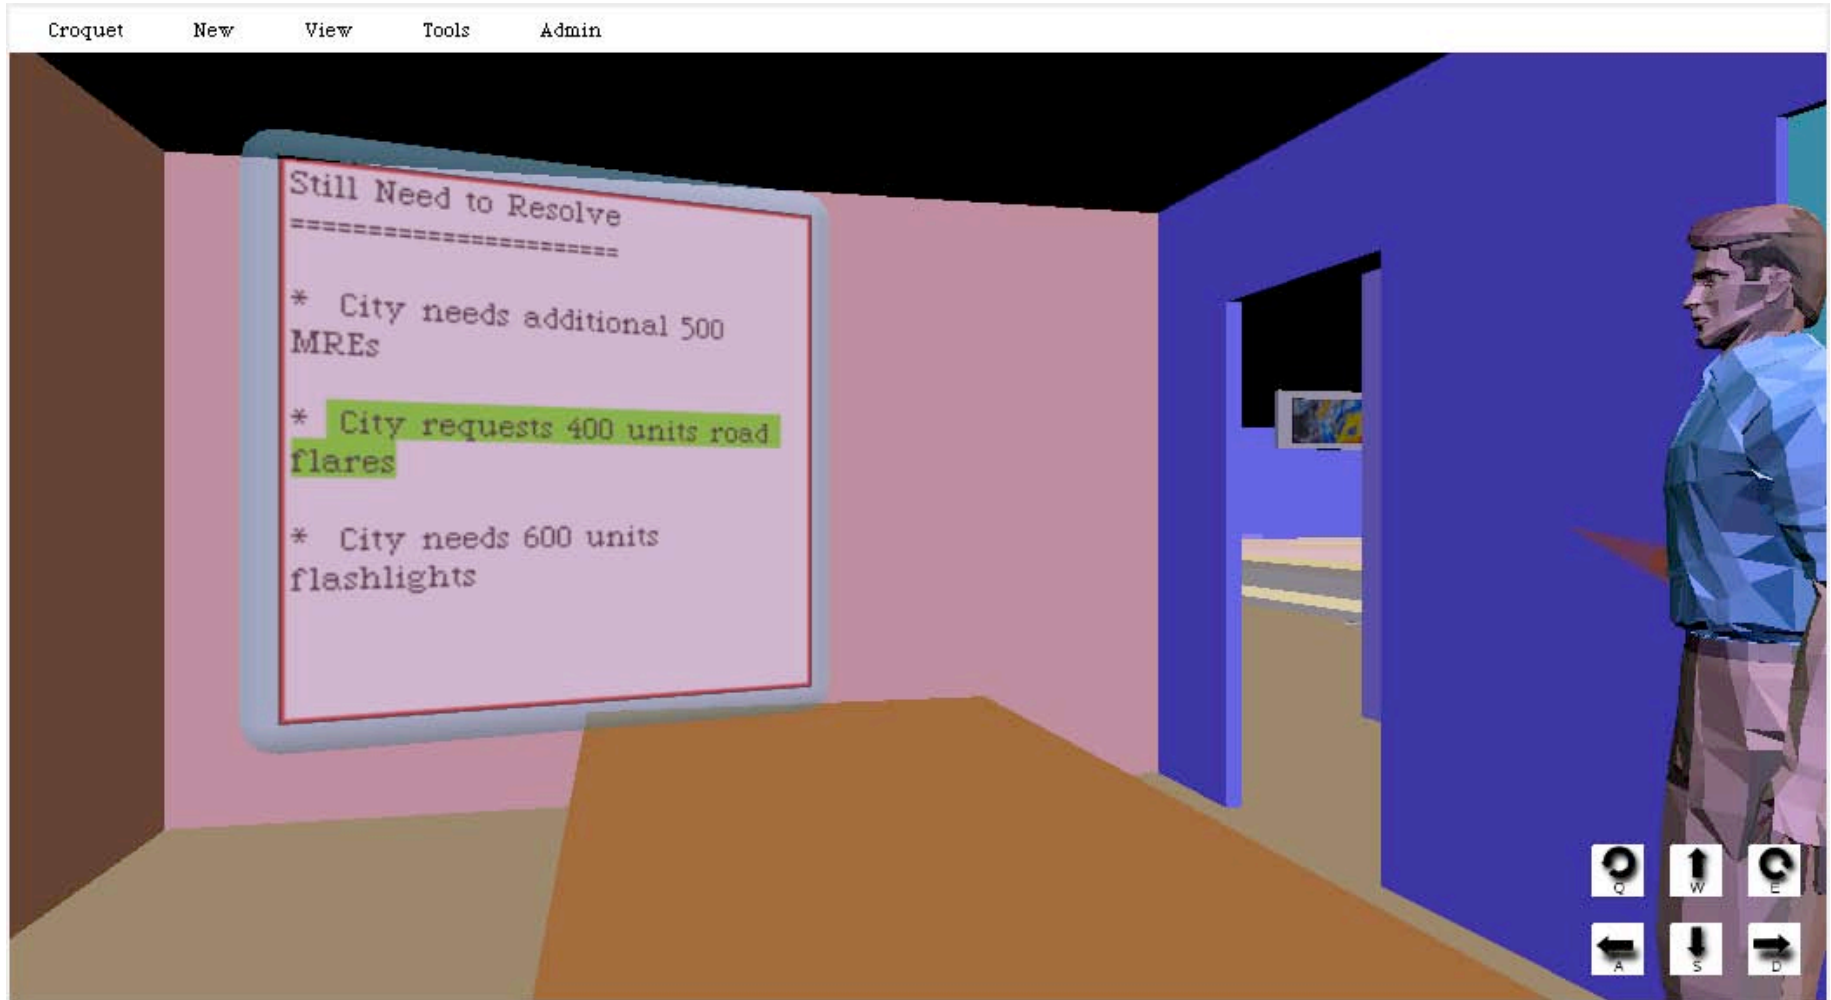 Croquet New View Tools Admin
Still Need to Resolve
=======================
* City needs additional 500
MREs
* City requests 400 units road
flares
* City needs 600 units
flashlights
Q W E
A S D